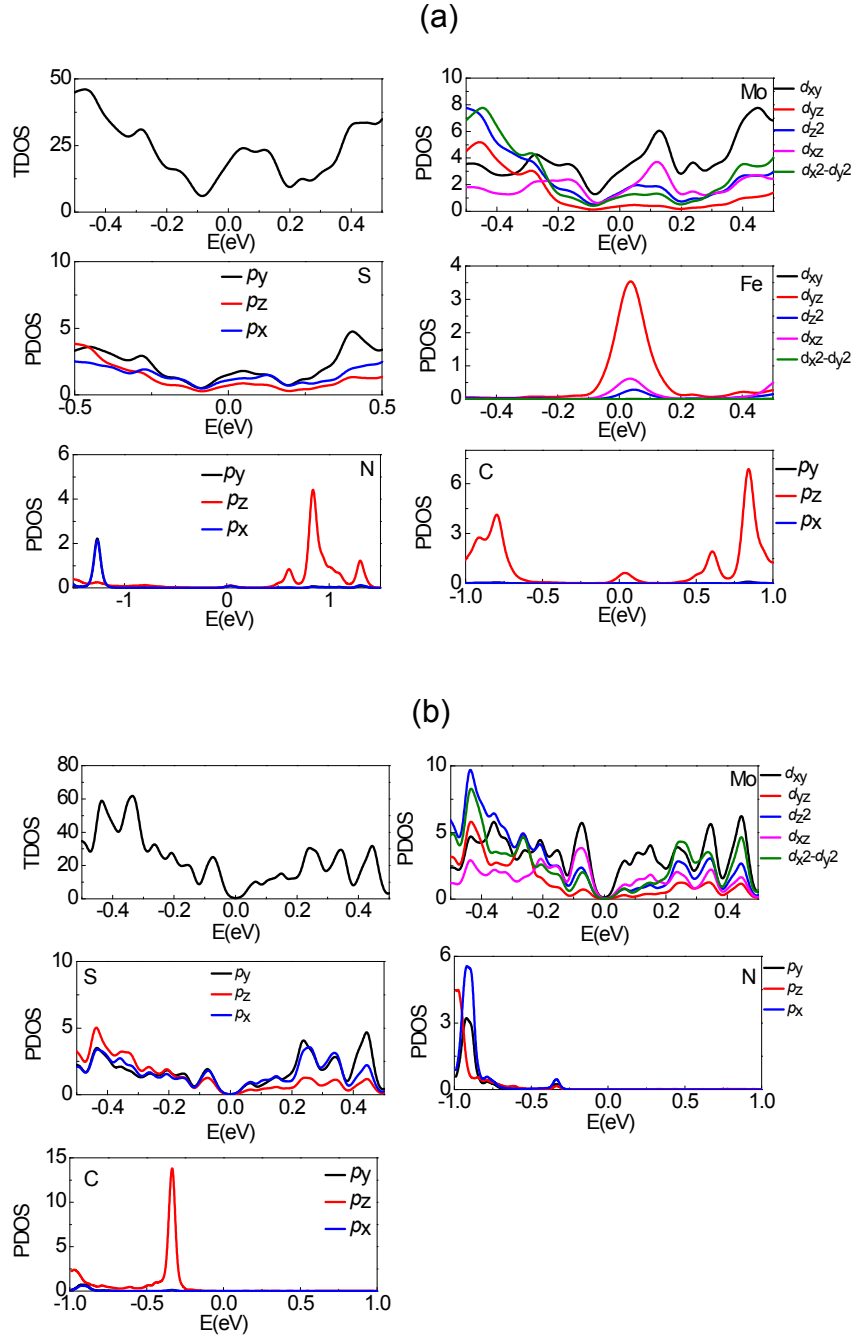 (a)
50
25
0
TDOS
-0.4 -0.2 0.0 0.2 0.4
E(eV)
10
8
6
4
2
0
PDOS
Mo
dxy
dyz
dz2
dxz
dx2-dy2
-0.4 -0.2 0.0 0.2 0.4
E(eV)
10
5
0
PDOS
py
pz
px
S
-0.5 0.0 0.5
E(eV)
4
3
2
1
0
PDOS
Fe
dxy
dyz
dz2
dxz
dx2-dy2
-0.4 -0.2 0.0 0.2 0.4
E(eV)
6
4
2
0
PDOS
py
pz
px
N
-1 0 1
E(eV)
6
3
0
PDOS
C
py
pz
px
-1.0 -0.5 0.0 0.5 1.0
E(eV)
(b)
80
60
40
20
0
TDOS
-0.4 -0.2 0.0 0.2 0.4
E(eV)
10
5
0
PDOS
Mo
dxy
dyz
dz2
dxz
dx2-dy2
-0.4 -0.2 0.0 0.2 0.4
E(eV)
10
5
0
PDOS
S
py
pz
px
-0.4 -0.2 0.0 0.2 0.4
E(eV)
6
3
0
PDOS
N
py
pz
px
-1.0 -0.5 0.0 0.5 1.0
E(eV)
15
10
5
0
PDOS
C
py
pz
px
-1.0 -0.5 0.0 0.5 1.0
E(eV)